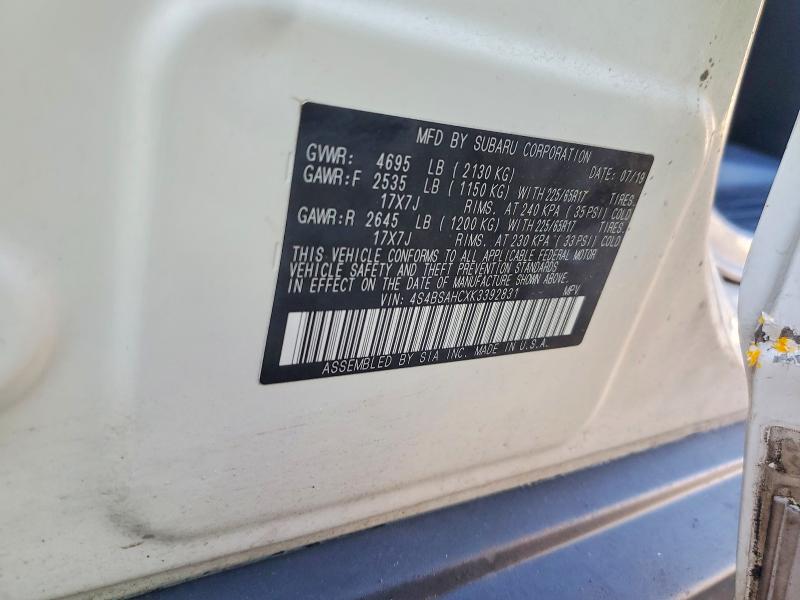 MFD BY SUBARU CORPORATION
GVWR: 4695 LB ( 2130 KG) DATE: 07/19
GAWR:F 2535 LB ( 1150 KG) WITH 225/65R17 TIRES.
17X7J RIMS. AT 240 KPA ( 35 PSI) COLD
GAWR:R 2645 LB ( 1200 KG) WITH 225/65R17 TIRES.
17X7J RIMS. AT 230 KPA ( 33 PSI) COLD
THIS VEHICLE CONFORMS TO ALL APPLICABLE FEDERAL MOTOR
VEHICLE SAFETY AND THEFT PREVENTION STANDARDS
IN EFFECT ON THE DATE OF MANUFACTURE SHOWN ABOVE.
VIN: 4S4BSAHCXK3392831 MPV
ASSEMBLED BY SIA INC. MADE IN U.S.A.